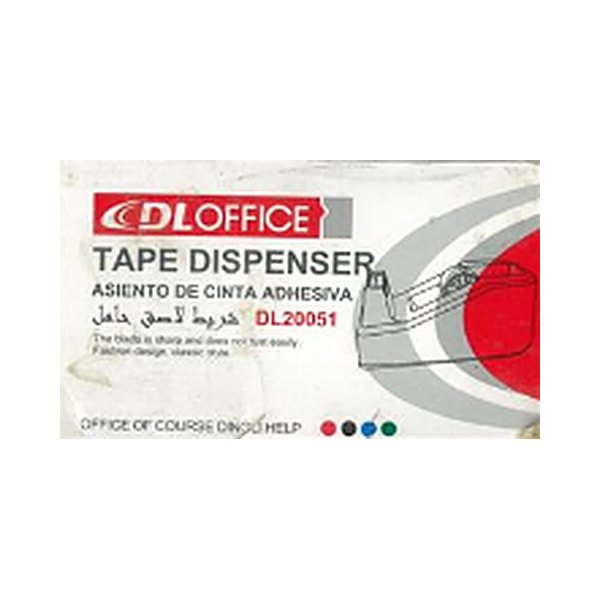 DLOFFICE
TAPE DISPENSER
ASIENTO DE CINTA ADHESIVA
شريط لاصق حامل DL20051
The blade is sharp and does not rust easily
Fashion design, classic style.
OFFICE OF COURSE DINGLI HELP